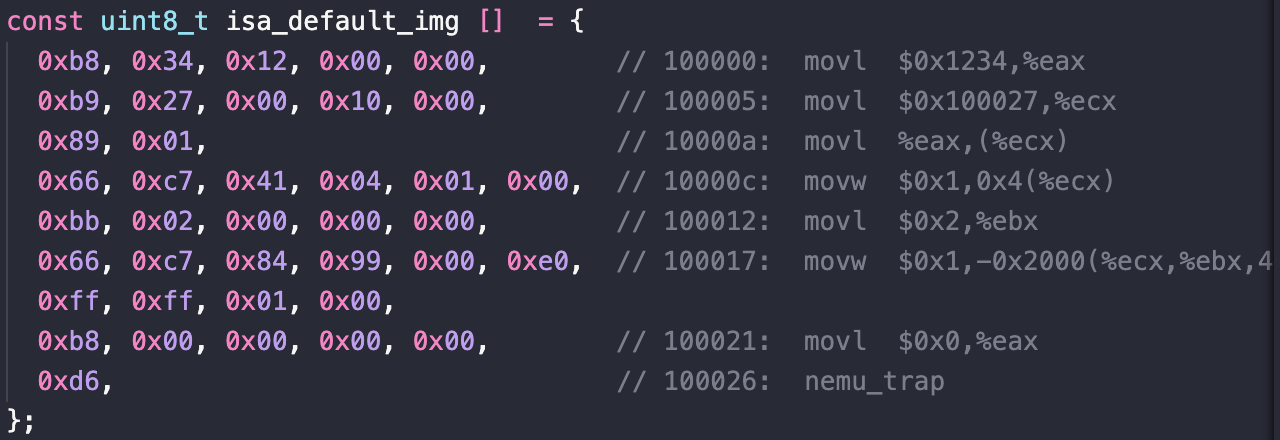 const uint8_t isa_default_img []  = {
  0xb8, 0x34, 0x12, 0x00, 0x00,        // 100000:  movl  $0x1234,%eax
  0xb9, 0x27, 0x00, 0x10, 0x00,        // 100005:  movl  $0x100027,%ecx
  0x89, 0x01,                          // 10000a:  movl  %eax,(%ecx)
  0x66, 0xc7, 0x41, 0x04, 0x01, 0x00,  // 10000c:  movw  $0x1,0x4(%ecx)
  0xbb, 0x02, 0x00, 0x00, 0x00,        // 100012:  movl  $0x2,%ebx
  0x66, 0xc7, 0x84, 0x99, 0x00, 0xe0,  // 100017:  movw  $0x1,-0x2000(%ecx,%ebx,4
  0xff, 0xff, 0x01, 0x00,
  0xb8, 0x00, 0x00, 0x00, 0x00,        // 100021:  movl  $0x0,%eax
  0xd6,                                // 100026:  nemu_trap
};